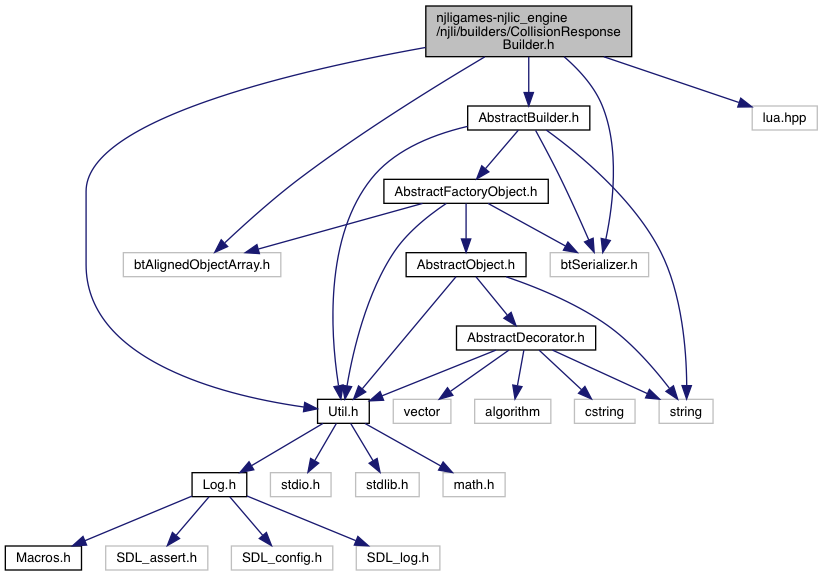 njligames-njlic_engine
/njli/builders/CollisionResponse
Builder.h
AbstractBuilder.h
lua.hpp
AbstractFactoryObject.h
btAlignedObjectArray.h
AbstractObject.h
btSerializer.h
AbstractDecorator.h
Util.h
vector
algorithm
cstring
string
Log.h
stdio.h
stdlib.h
math.h
Macros.h
SDL_assert.h
SDL_config.h
SDL_log.h